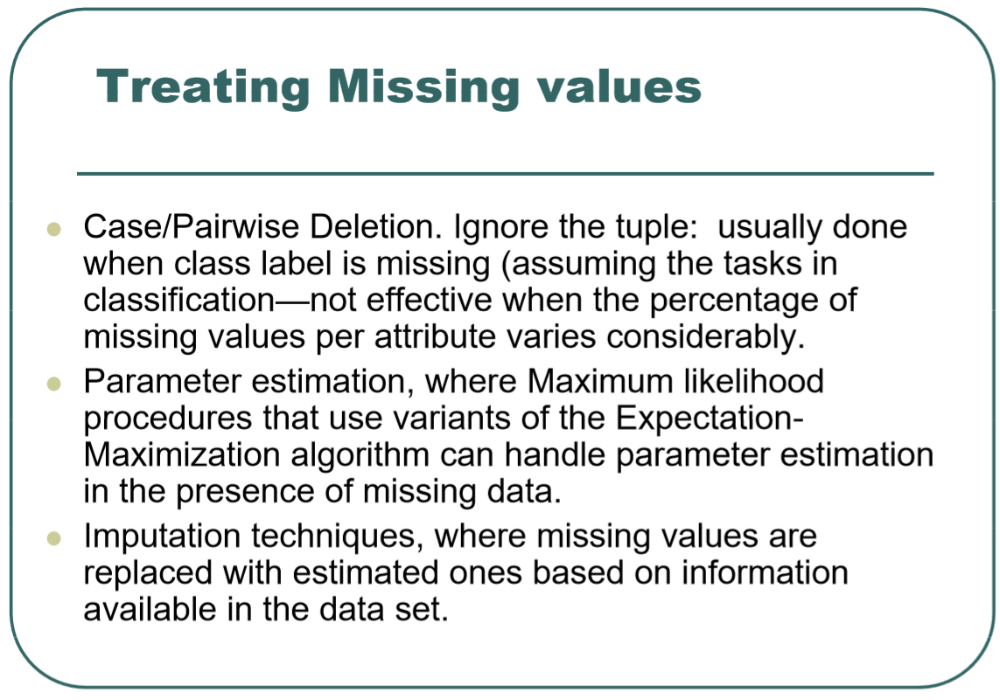 Treating Missing values
Case/Pairwise Deletion. Ignore the tuple:  usually done
when class label is missing (assuming the tasks in
classification—not effective when the percentage of
missing values per attribute varies considerably.
Parameter estimation, where Maximum likelihood
procedures that use variants of the Expectation-
Maximization algorithm can handle parameter estimation
in the presence of missing data.
Imputation techniques, where missing values are
replaced with estimated ones based on information
available in the data set.